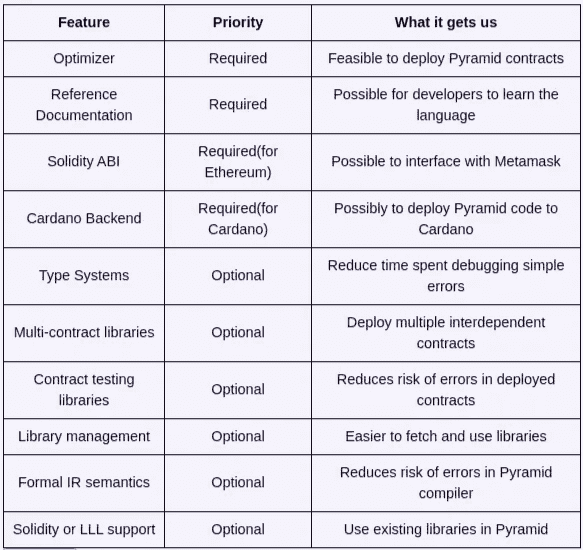 Feature Priority What it gets us
Optimizer Required Feasible to deploy Pyramid contracts
Reference Documentation Required Possible for developers to learn the language
Solidity ABI Required(for Ethereum) Possible to interface with Metamask
Cardano Backend Required(for Cardano) Possibly to deploy Pyramid code to Cardano
Type Systems Optional Reduce time spent debugging simple errors
Multi-contract libraries Optional Deploy multiple interdependent contracts
Contract testing libraries Optional Reduces risk of errors in deployed contracts
Library management Optional Easier to fetch and use libraries
Formal IR semantics Optional Reduces risk of errors in Pyramid compiler
Solidity or LLL support Optional Use existing libraries in Pyramid